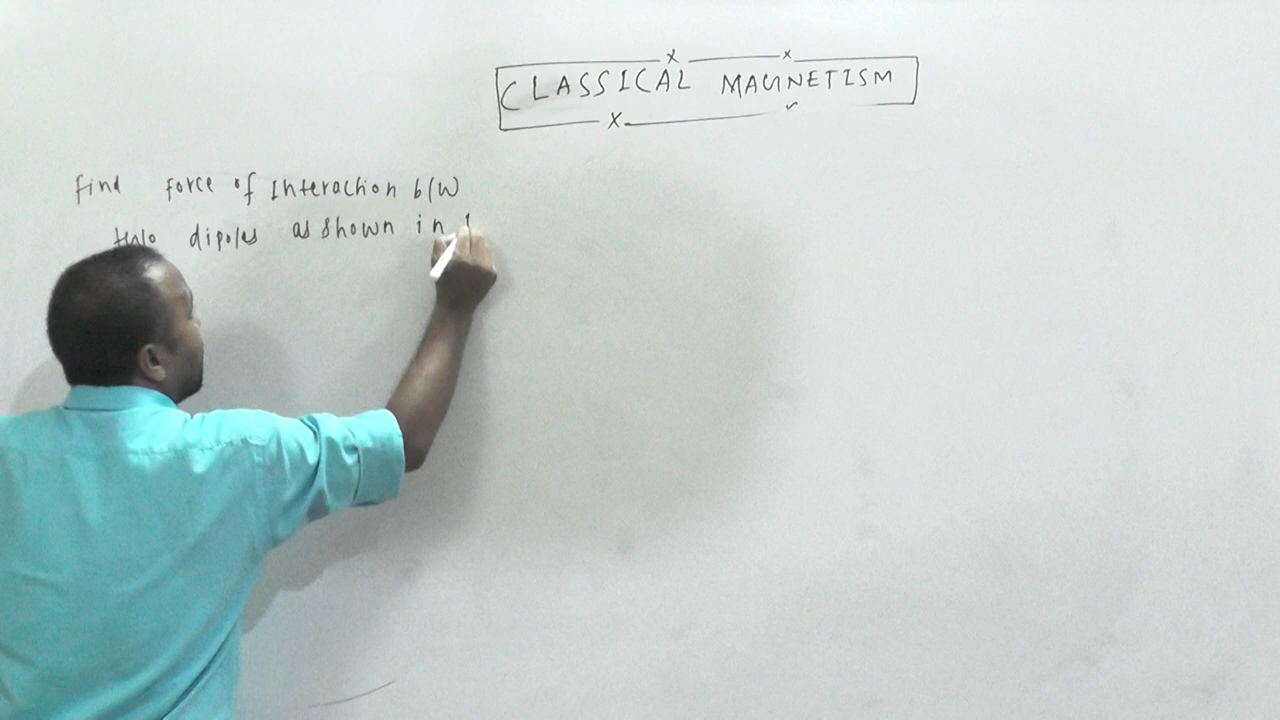 CLASSICAL MAGNETISM
find force of Interaction b/w
two dipoles as shown in